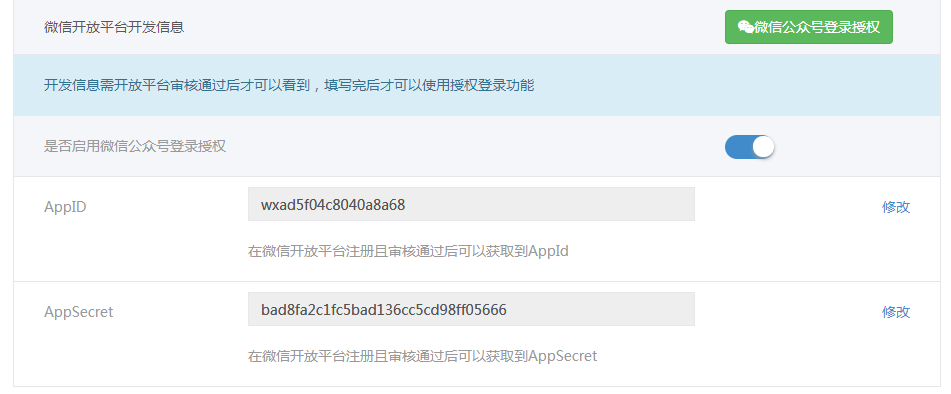 微信开放平台开发信息
微信公众号登录授权
开发信息需开放平台审核通过后才可以看到，填写完后才可以使用授权登录功能
是否启用微信公众号登录授权
AppID
wxad5f04c8040a8a68
修改
在微信开放平台注册且审核通过后可以获取到AppId
AppSecret
bad8fa2c1fc5bad136cc5cd98ff05666
修改
在微信开放平台注册且审核通过后可以获取到AppSecret